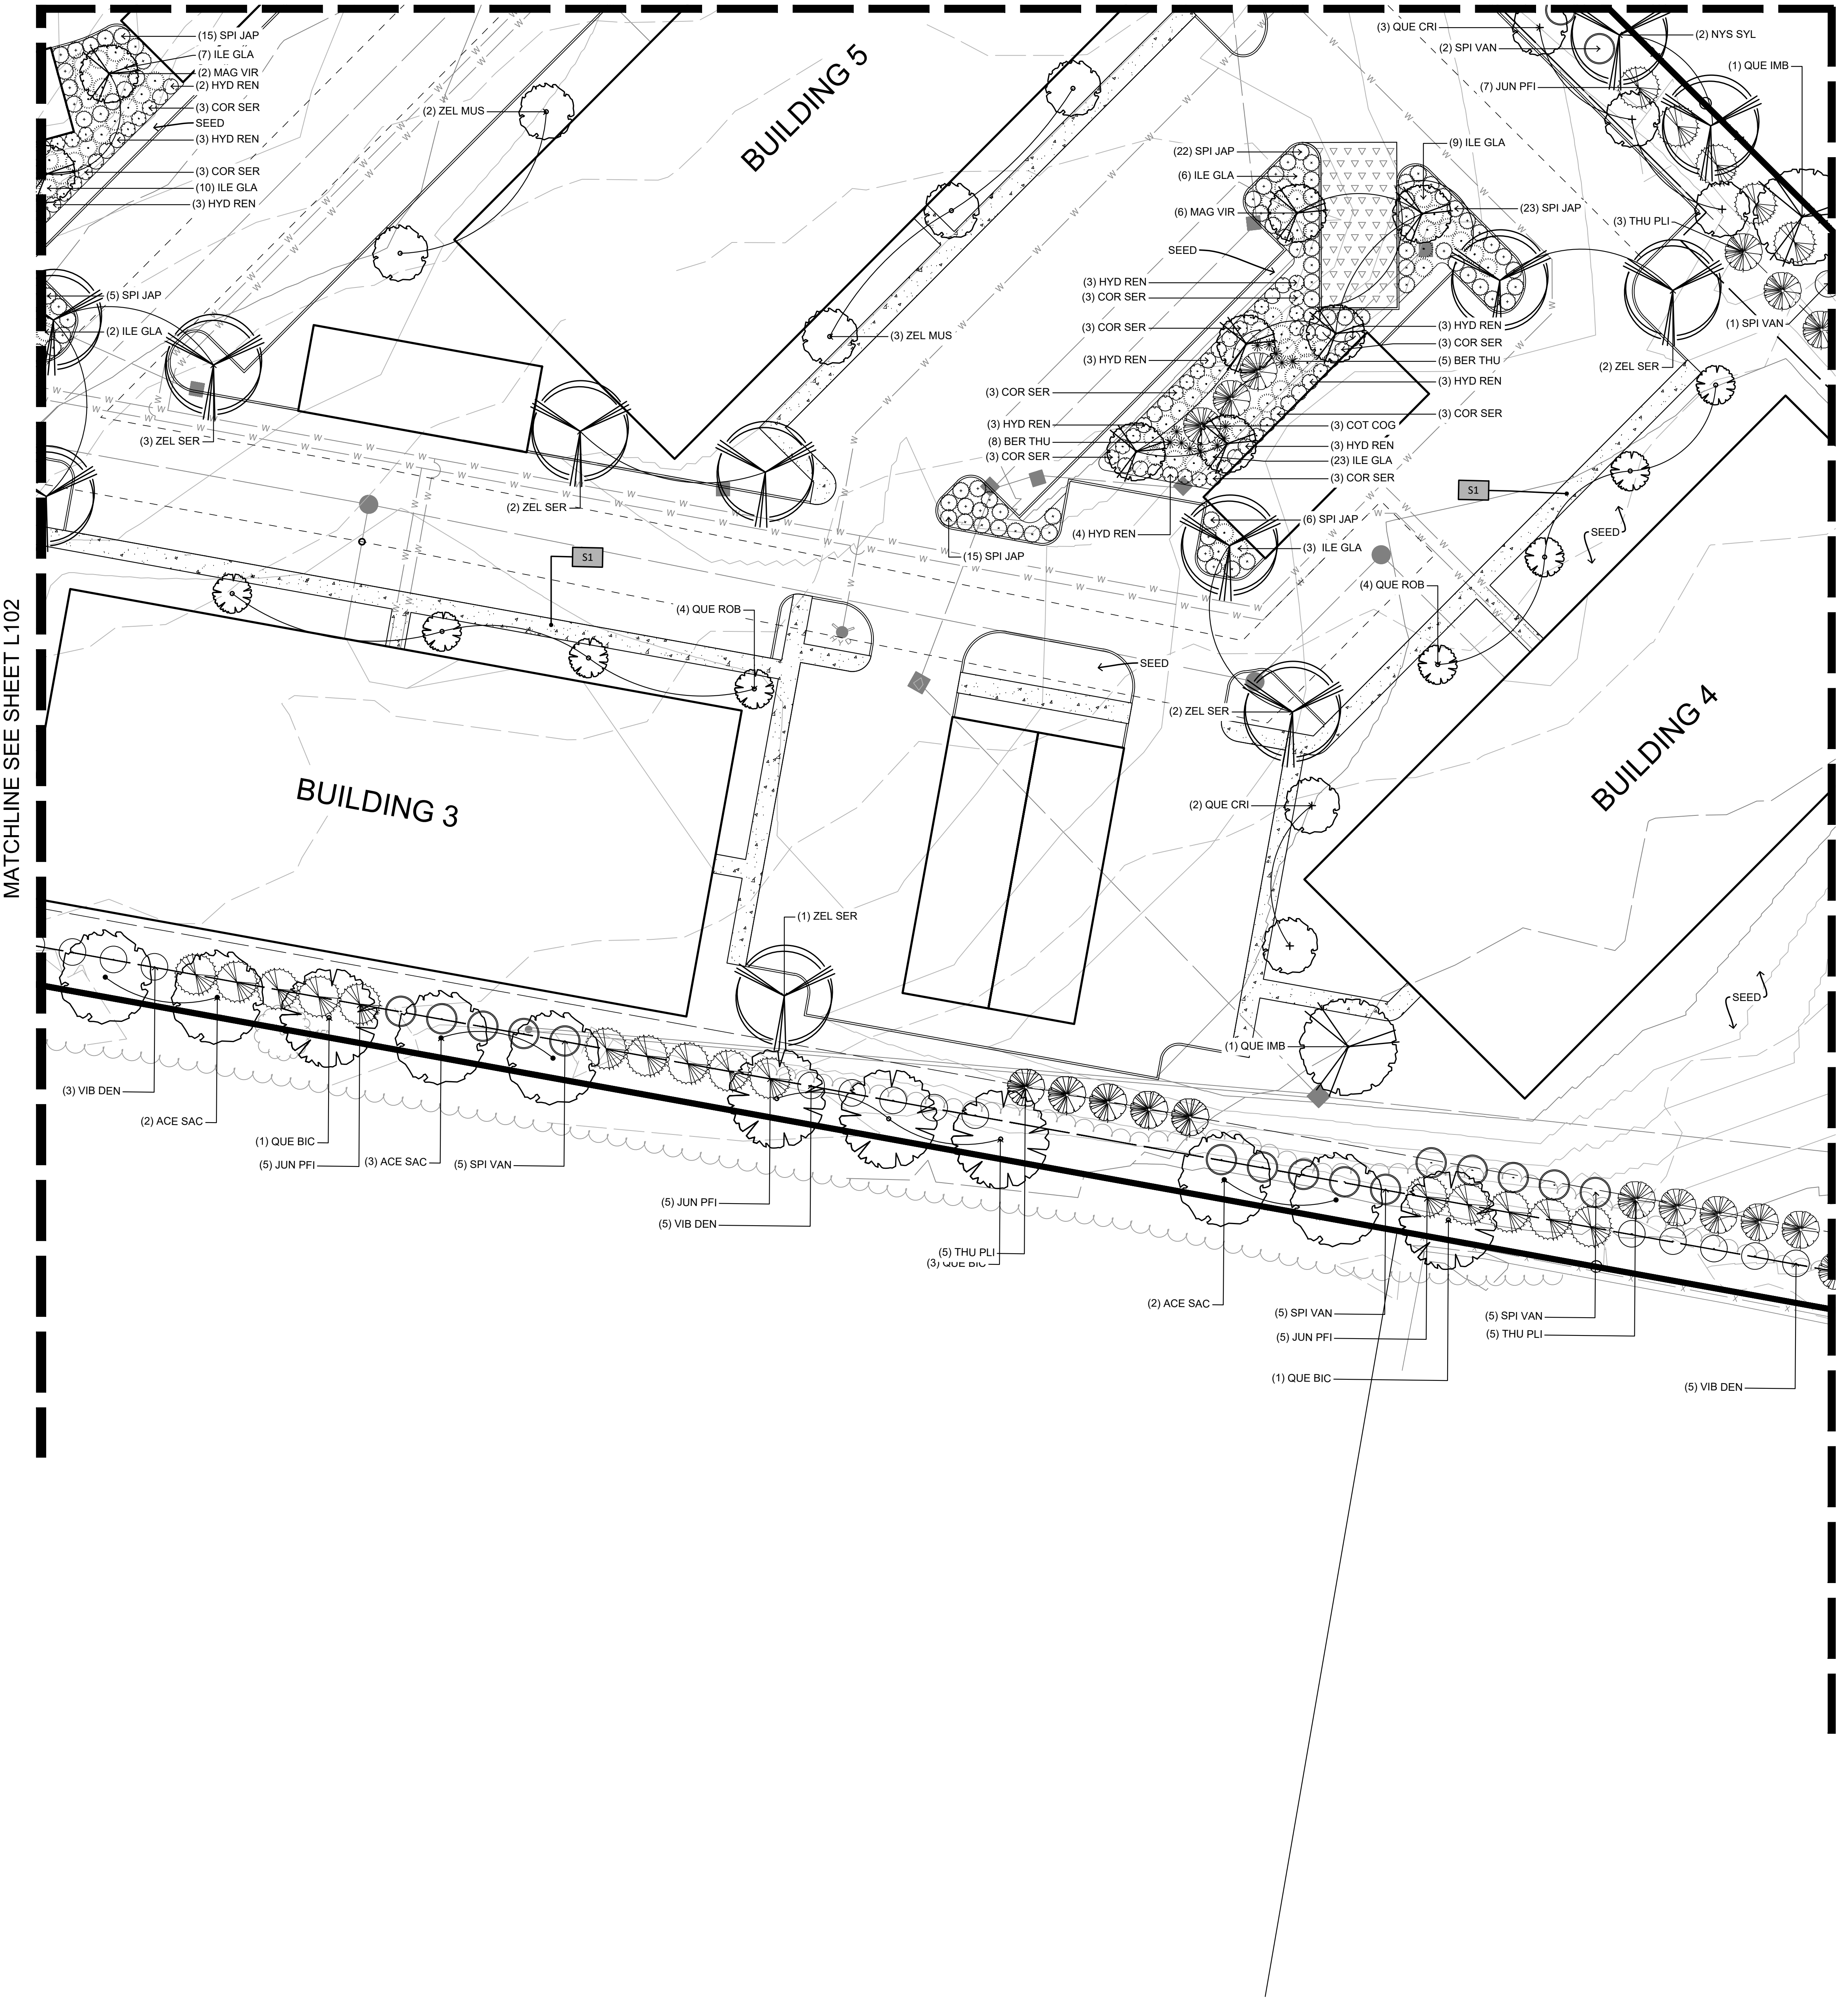 (15) SPI JAP
(7) ILE GLA
(2) MAG VIR
(2) HYD REN
(3) COR SER
SEED
(3) HYD REN
(3) COR SER
(10) ILE GLA
(3) HYD REN
(5) SPI JAP
(2) ILE GLA
(3) ZEL SER
(2) ZEL MUS
BUILDING 5
(3) ZEL MUS
(2) ZEL SER
(3) QUE CRI
(2) SPI VAN
(7) JUN PFI
(2) NYS SYL
(1) QUE IMB
(22) SPI JAP
(6) ILE GLA
(6) MAG VIR
SEED
(9) ILE GLA
(23) SPI JAP
(3) THU PLI
(3) HYD REN
(3) COR SER
(3) COR SER
(3) HYD REN
(3) COR SER
(3) HYD REN
(8) BER THU
(3) COR SER
(3) HYD REN
(3) COR SER
(5) BER THU
(3) HYD REN
(3) COR SER
(3) COT COG
(3) HYD REN
(23) ILE GLA
(3) COR SER
(1) SPI VAN
(2) ZEL SER
S1
SEED
(4) HYD REN
(15) SPI JAP
(6) SPI JAP
(3) ILE GLA
(4) QUE ROB
S1
(4) QUE ROB
SEED
(2) ZEL SER
(2) QUE CRI
BUILDING 4
BUILDING 3
MATCHLINE SEE SHEET L102
(1) ZEL SER
(1) QUE IMB
SEED
(3) VIB DEN
(2) ACE SAC
(1) QUE BIC
(5) JUN PFI
(3) ACE SAC
(5) SPI VAN
(5) JUN PFI
(5) VIB DEN
(5) THU PLI
(3) QUE BIC
(2) ACE SAC
(5) SPI VAN
(5) JUN PFI
(1) QUE BIC
(5) SPI VAN
(5) THU PLI
(5) VIB DEN